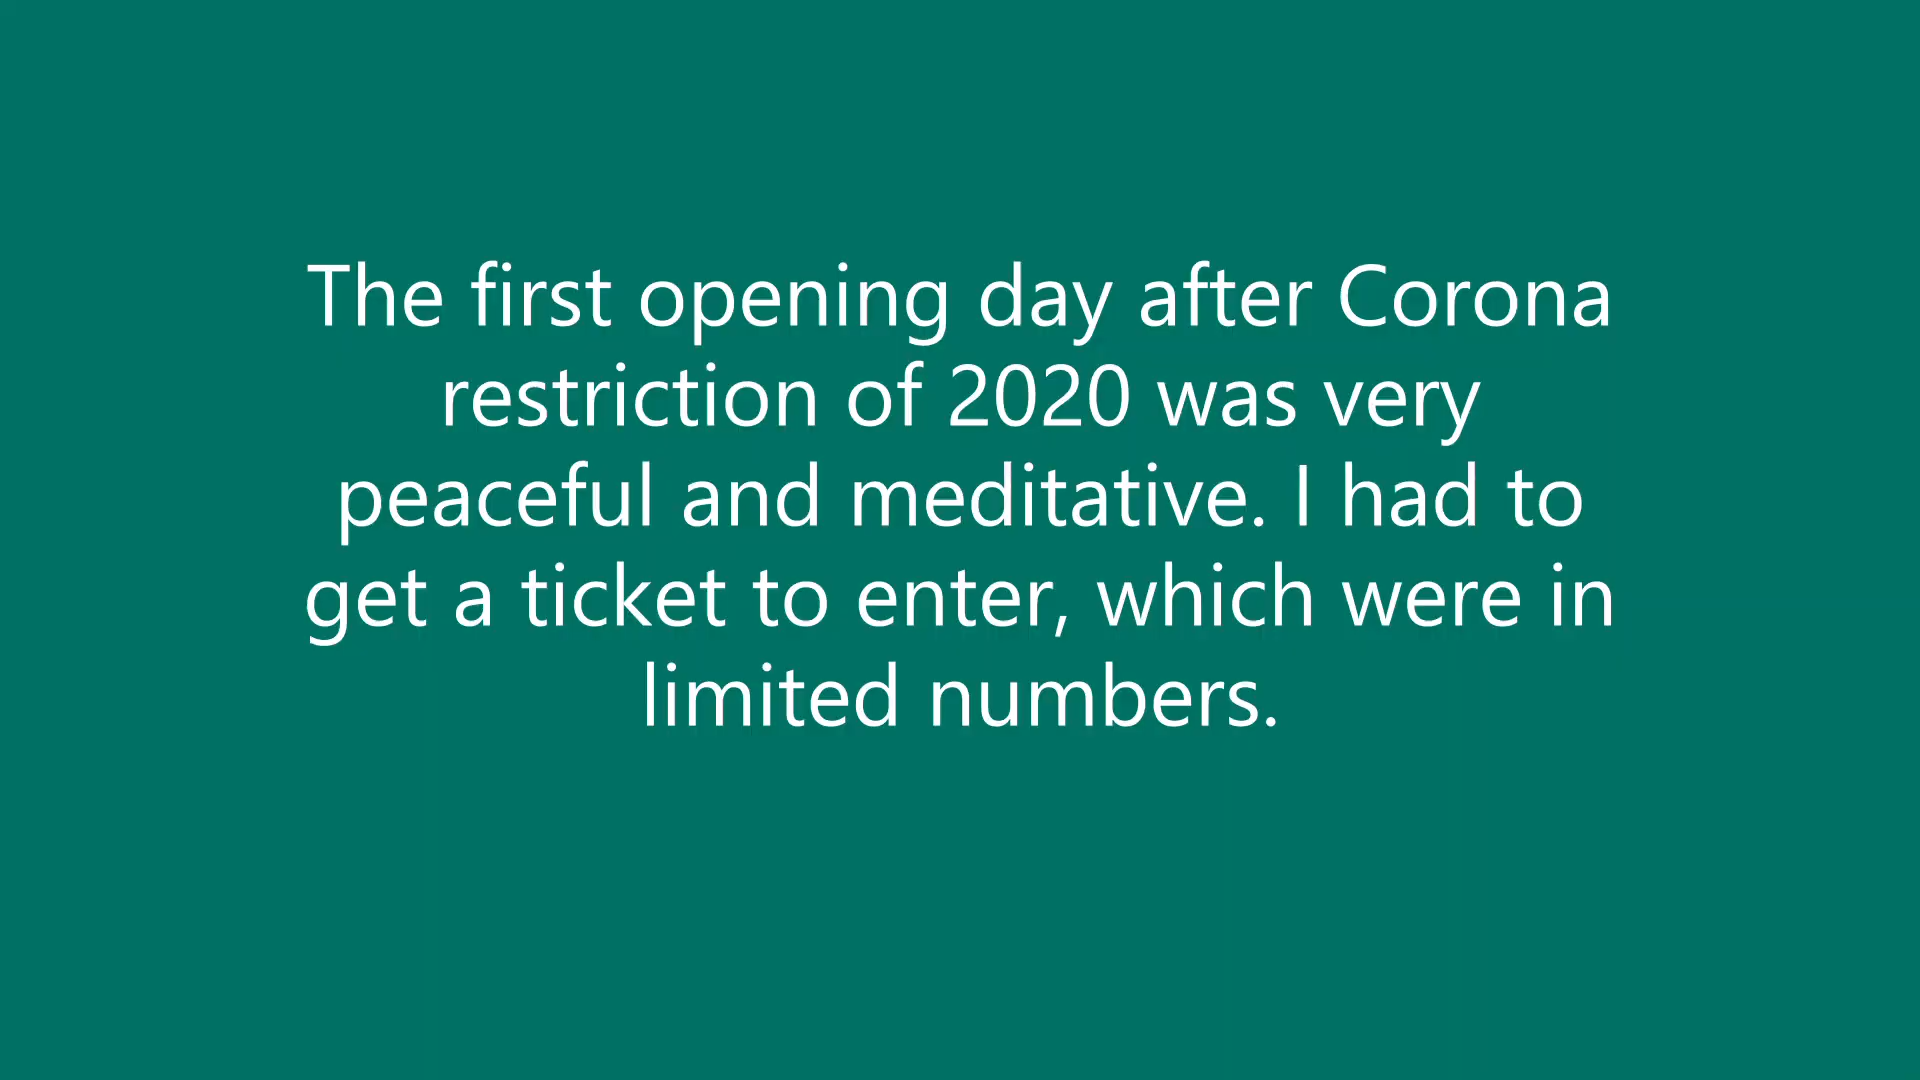 The first opening day after Corona
restriction of 2020 was very
peaceful and meditative. I had to
get a ticket to enter, which were in
limited numbers.